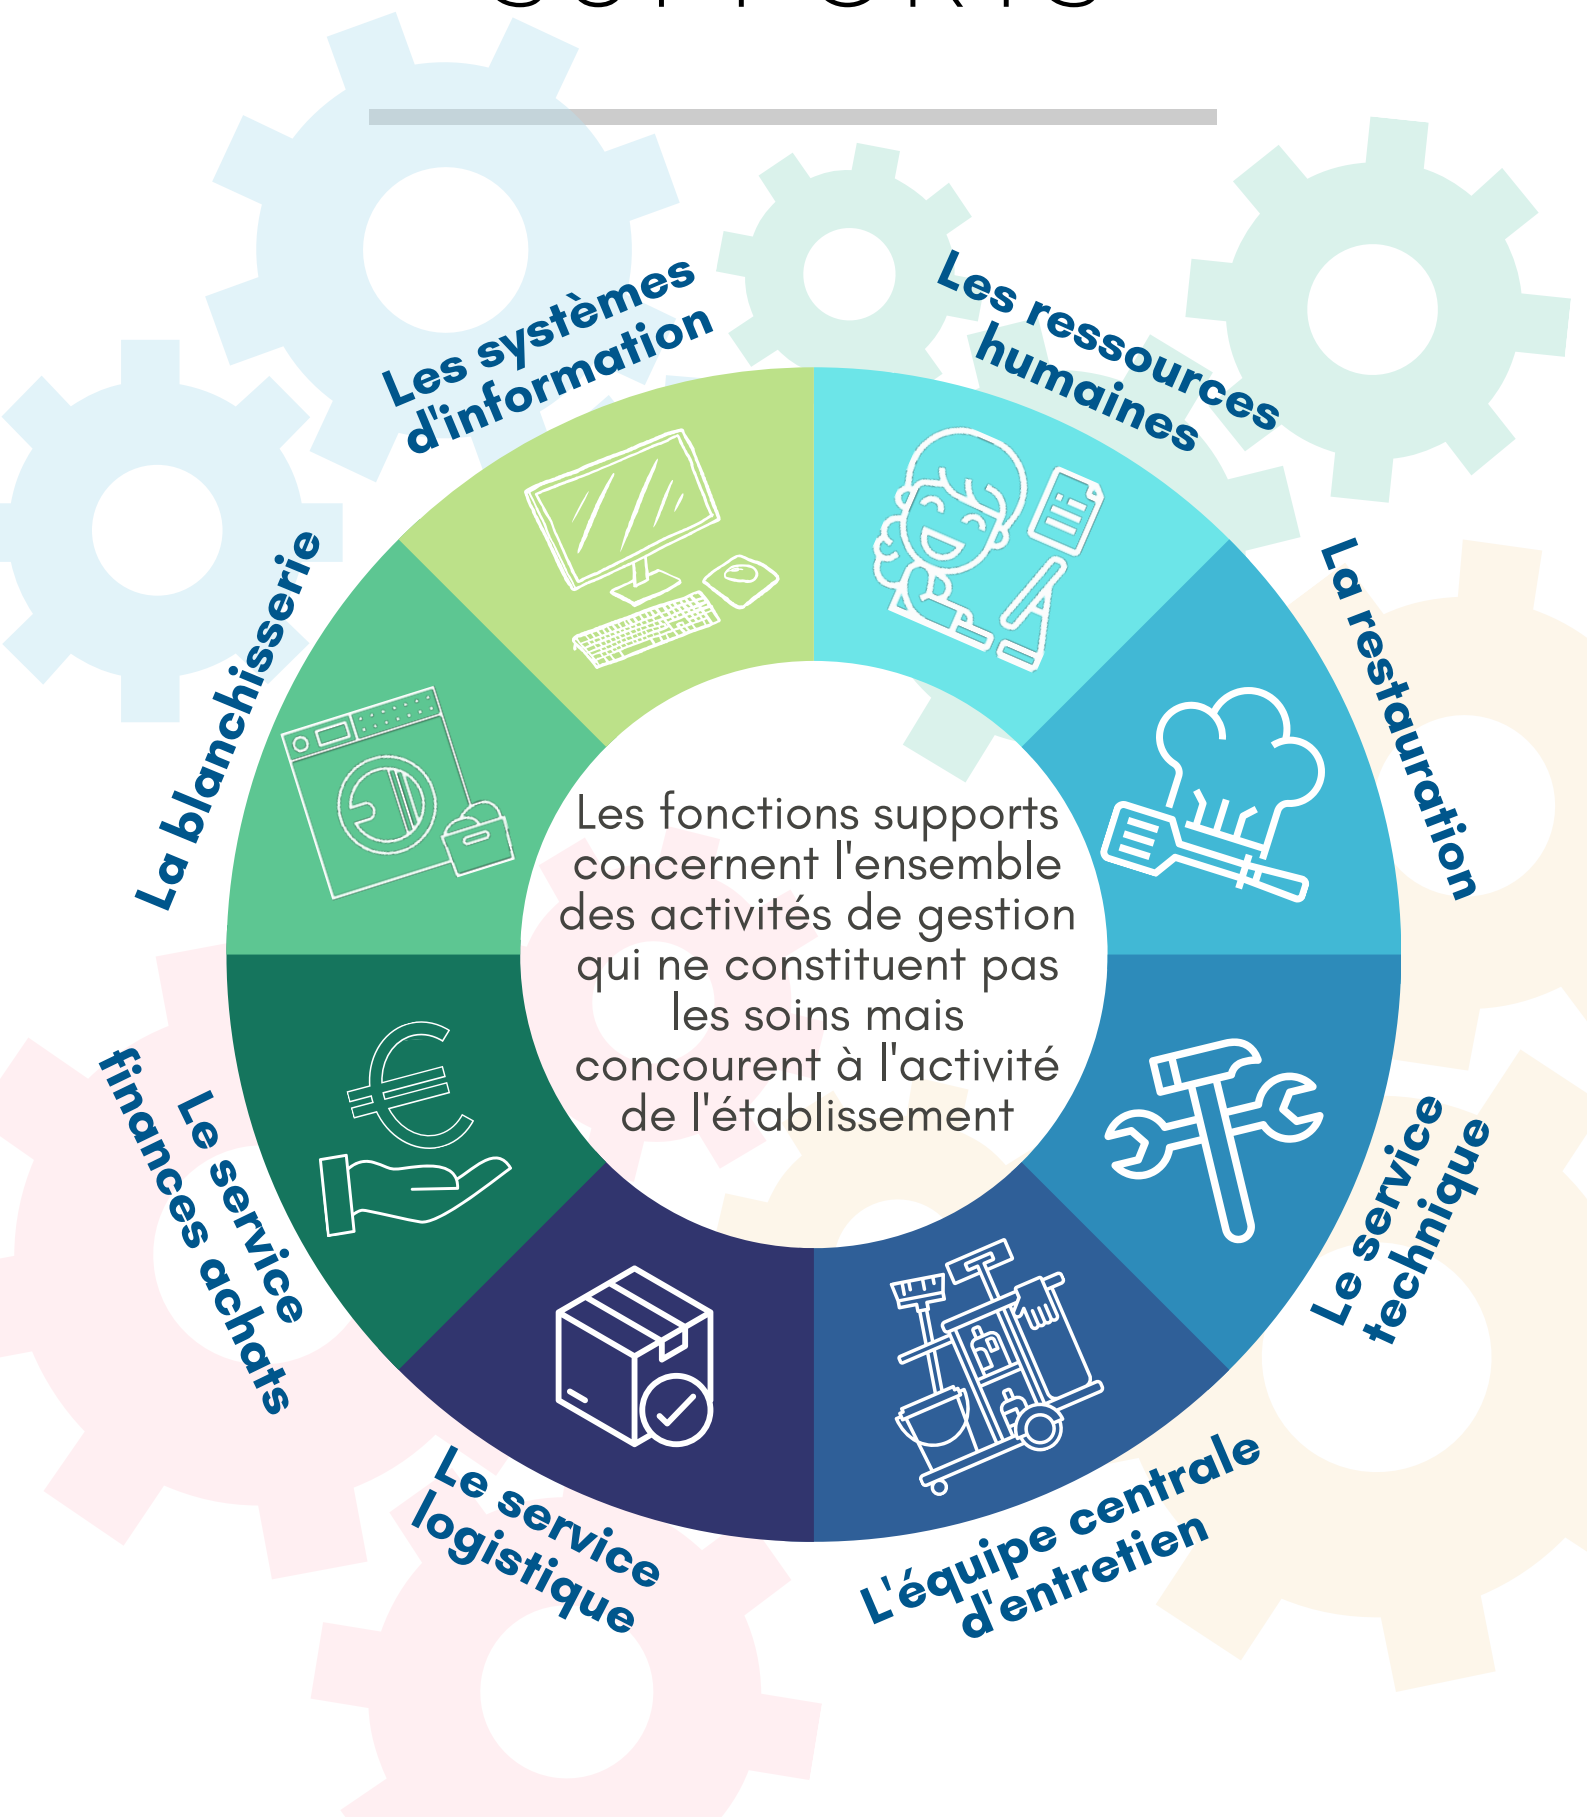 SUPPORTS
Les systèmes
d'information
Les ressources
humaines
La restauration
Le service
technique
L'équipe centrale
d'entretien
Le service
logistique
Le service
finances achats
La blanchisserie
Les fonctions supports
concernent l'ensemble
des activités de gestion
qui ne constituent pas
les soins mais
concourent à l'activité
de l'établissement